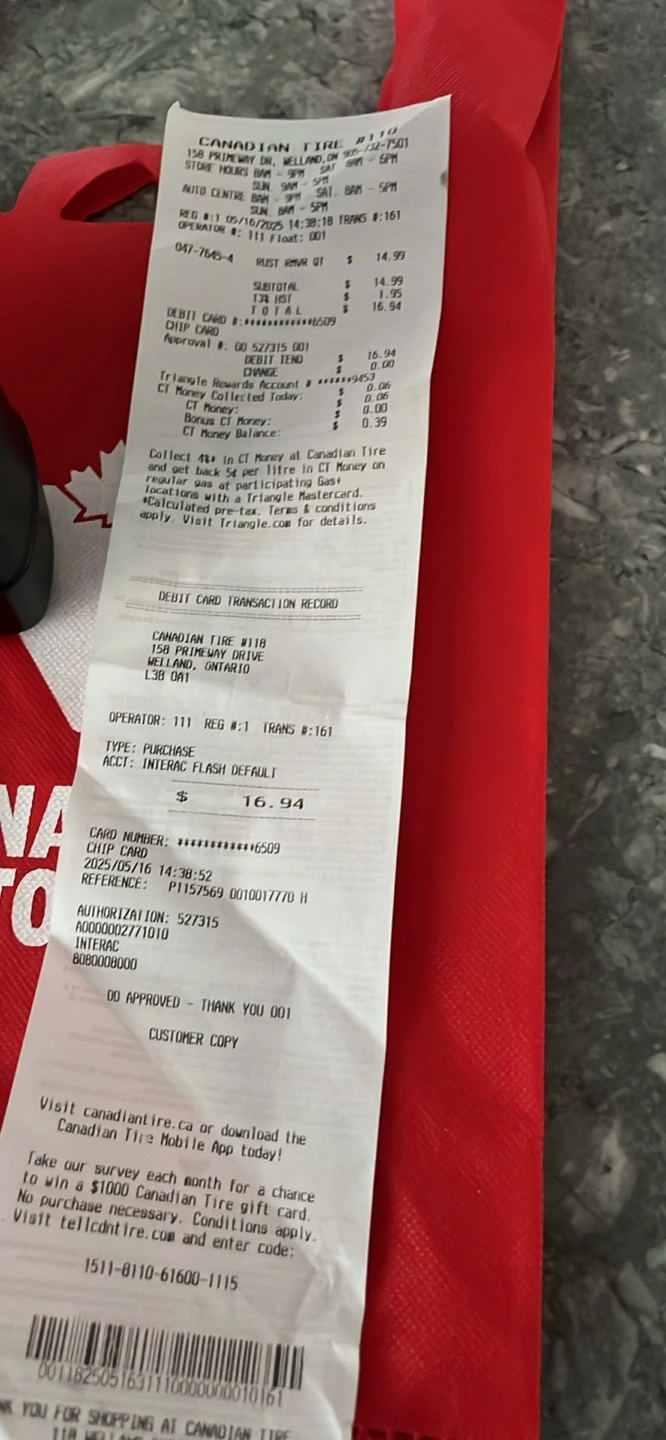 CANADIAN TIRE #118
158 PRIMEWAY DR, WELLAND,ON 905-732-7501
STORE HOURS 8AM - 9PM SAT 8AM - 6PM
SUN. 9AM - 5PM
AUTO CENTRE 8AM - 9PM SAT. 8AM - 5PM
SUN. 8AM - 5PM
REG #:1 05/16/2025 14:38:18 TRANS #:161
OPERATOR #: 111 Float: 001
047-7645-4 RUST RMVR QT $ 14.99
SUBTOTAL $ 14.99
13% HST $ 1.95
T O T A L $ 16.94
DEBIT CARD #:************6509
CHIP CARD
Approval #: 00 527315 001
DEBIT TEND $ 16.94
CHANGE $ 0.00
Triangle Rewards Account # ******9453
CT Money Collected Today: $ 0.06
CT Money: $ 0.06
Bonus CT Money: $ 0.00
CT Money Balance: $ 0.39
Collect 4%* in CT Money at Canadian Tire
and get back 5¢ per litre in CT Money on
regular gas at participating Gas+
locations with a Triangle Mastercard.
*Calculated pre-tax. Terms & conditions
apply. Visit Triangle.com for details.
DEBIT CARD TRANSACTION RECORD
CANADIAN TIRE #118
158 PRIMEWAY DRIVE
WELLAND, ONTARIO
L3B 0A1
OPERATOR: 111 REG #:1 TRANS #:161
TYPE: PURCHASE
ACCT: INTERAC FLASH DEFAULT
$ 16.94
CARD NUMBER: ************6509
CHIP CARD
2025/05/16 14:38:52
REFERENCE: P1157569 0010017770 H
AUTHORIZATION: 527315
A0000002771010
INTERAC
8080008000
00 APPROVED - THANK YOU 001
CUSTOMER COPY
Visit canadiantire.ca or download the
Canadian Tire Mobile App today!
Take our survey each month for a chance
to win a $1000 Canadian Tire gift card.
No purchase necessary. Conditions apply.
Visit tellcdntire.com and enter code:
1511-8110-61600-1115
YOU FOR SHOPPING AT CANADIAN TIRE
118
NA
TO